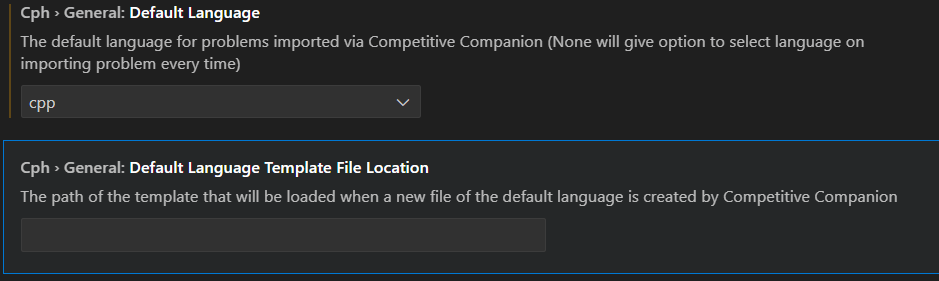 Cph › General: Default Language
The default language for problems imported via Competitive Companion (None will give option to select language on
importing problem every time)
cpp
Cph › General: Default Language Template File Location
The path of the template that will be loaded when a new file of the default language is created by Competitive Companion